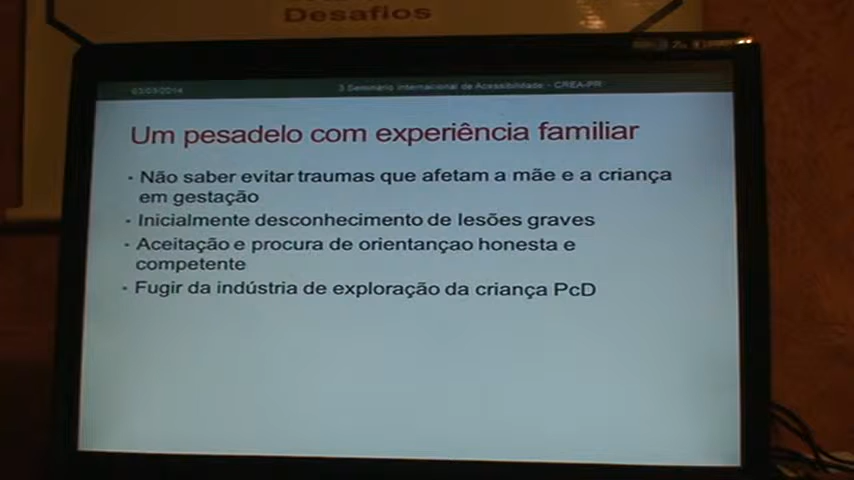 Desafios
03/09/2014 3 Seminário Internacional de Acessibilidade - CREA-PR
Um pesadelo com experiência familiar
• Não saber evitar traumas que afetam a mãe e a criança
em gestação
• Inicialmente desconhecimento de lesões graves
• Aceitação e procura de orientançao honesta e
competente
• Fugir da indústria de exploração da criança PcD